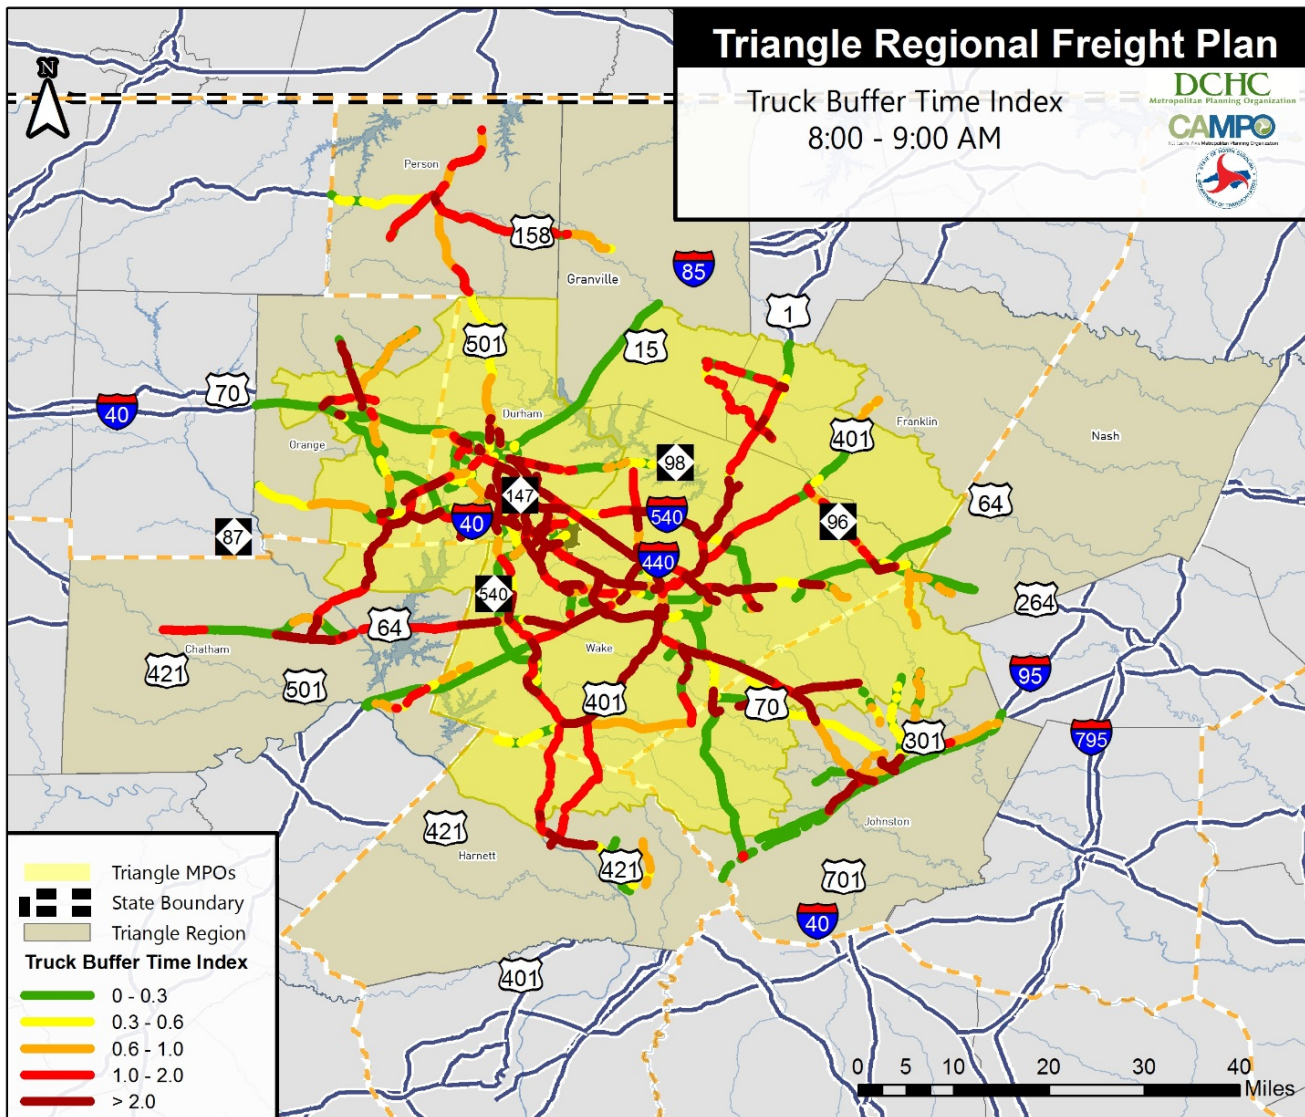 Triangle Regional Freight Plan
Truck Buffer Time Index
8:00 - 9:00 AM
DCHC
Metropolitan Planning Organization
CAMPO
N
Person
158
Granville
85
1
501
15
70
40
Durham
Orange
Franklin
401
Nash
98
147
64
87
40
540
96
440
540
264
64
Chatham
421
501
Wake
401
70
95
301
795
421
Harnett
421
Johnston
701
40
401
Triangle MPOs
State Boundary
Triangle Region
Truck Buffer Time Index
0 - 0.3
0.3 - 0.6
0.6 - 1.0
1.0 - 2.0
> 2.0
0 5 10 20 30 40
Miles